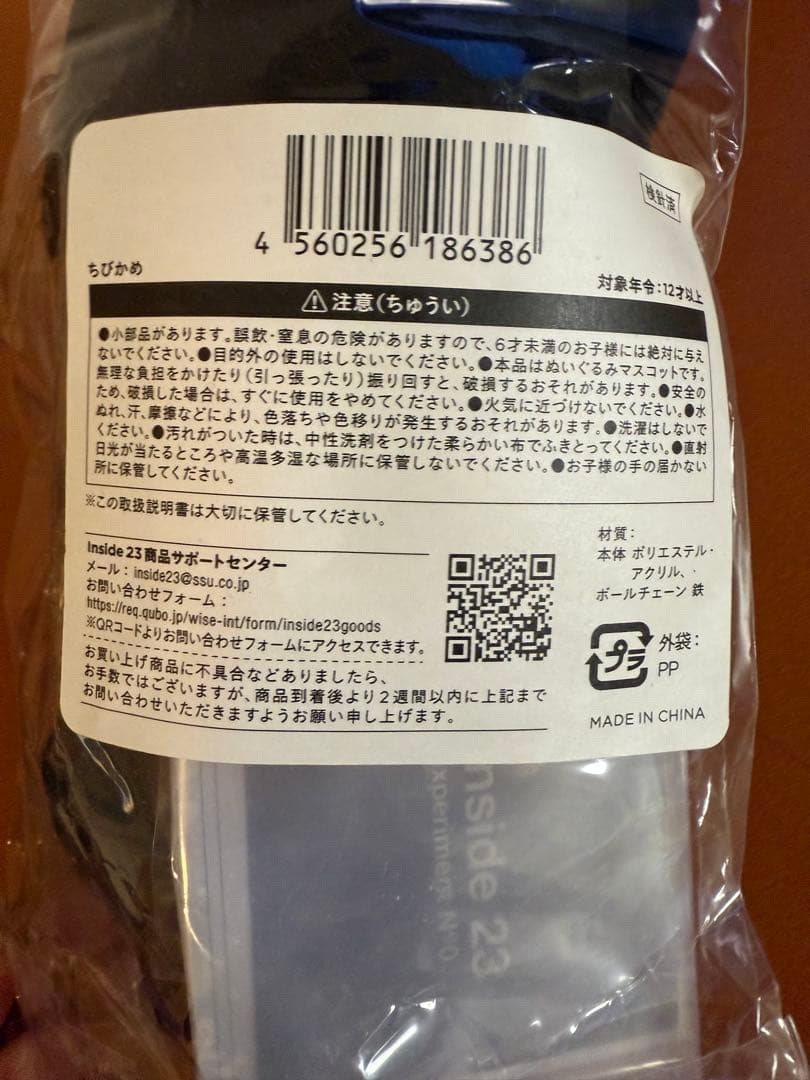 検針済
4 560256 186386
ちびかめ
対象年令:12才以上
⚠注意(ちゅうい)
●小部品があります。誤飲・窒息の危険がありますので、6才未満のお子様には絶対に与え
ないでください。●目的外の使用はしないでください。●本品はぬいぐるみマスコットです。
無理な負担をかけたり(引っ張ったり)振り回すと、破損するおそれがあります。●安全の
ため、破損した場合は、すぐに使用をやめてください。●火気に近づけないでください。●水
ぬれ、汗、摩擦などにより、色落ちや色移りが発生するおそれがあります。●洗濯はしないで
ください。●汚れがついた時は、中性洗剤をつけた柔らかい布でふきとってください。●直射
日光が当たるところや高温多湿な場所に保管しないでください。●お子様の手の届かない
所に保管してください。
※この取扱説明書は大切に保管してください。
Inside 23 商品サポートセンター
メール: inside23@ssu.co.jp
お問い合わせフォーム:
https://req.qubo.jp/wise-int/form/inside23goods
※QRコードよりお問い合わせフォームにアクセスできます。
お買い上げ商品に不具合などありましたら、
お手数ではございますが、商品到着後より2週間以内に上記まで
お問い合わせいただきますようお願い申し上げます。
材質:
本体 ポリエステル・
アクリル、・
ボールチェーン 鉄
プラ
外袋:
PP
MADE IN CHINA
nside 23